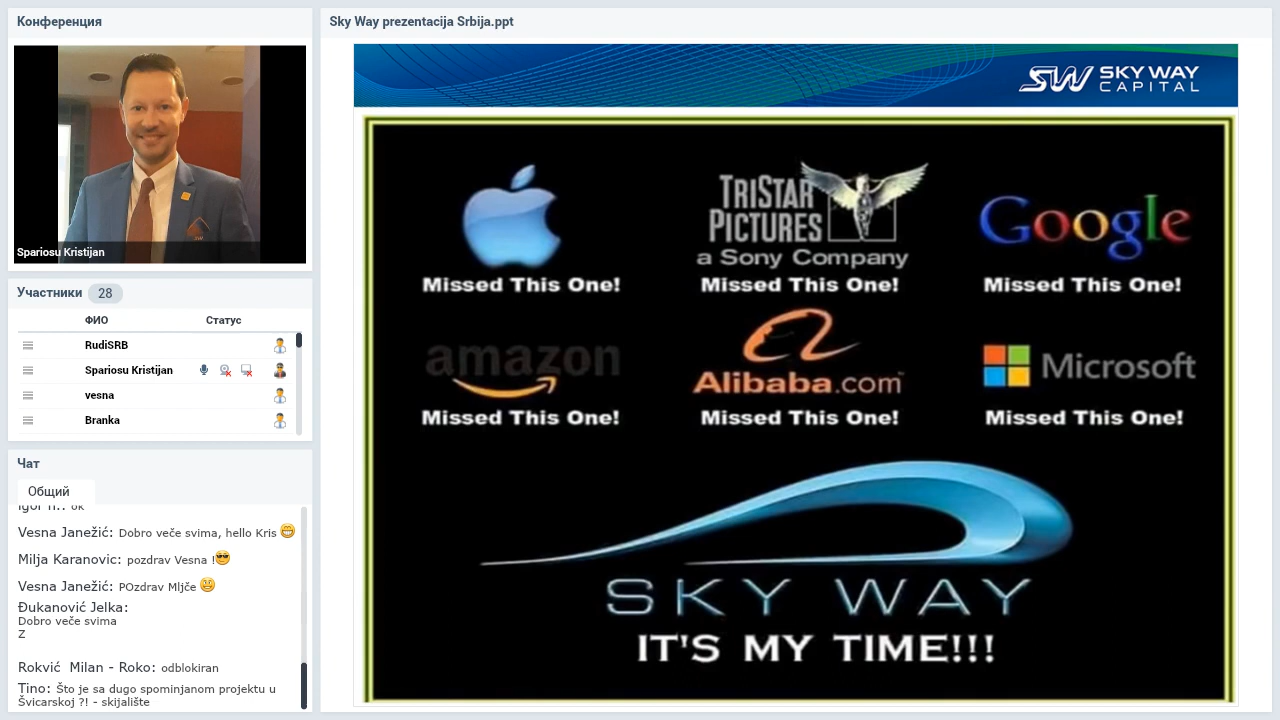 Конференция
Spariosu Kristijan
Участники 28
ФИО Статус
RudiSRB
Spariosu Kristijan
vesna
Branka
Чат
Общий
Vesna Janežić: Dobro veče svima, hello Kris
Milja Karanovic: pozdrav Vesna !
Vesna Janežić: POzdrav Mljče
Đukanović Jelka:
Dobro veče svima
Z
Rokvić Milan - Roko: odblokiran
Tino: Što je sa dugo spominjanom projektu u
Švicarskoj ?! - skijalište
Sky Way prezentacija Srbija.ppt
SW SKY WAY
CAPITAL
TRISTAR
PICTURES
a Sony Company
Google
Missed This One! Missed This One! Missed This One!
amazon
Alibaba.com
Microsoft
Missed This One! Missed This One! Missed This One!
SKY WAY
IT'S MY TIME!!!